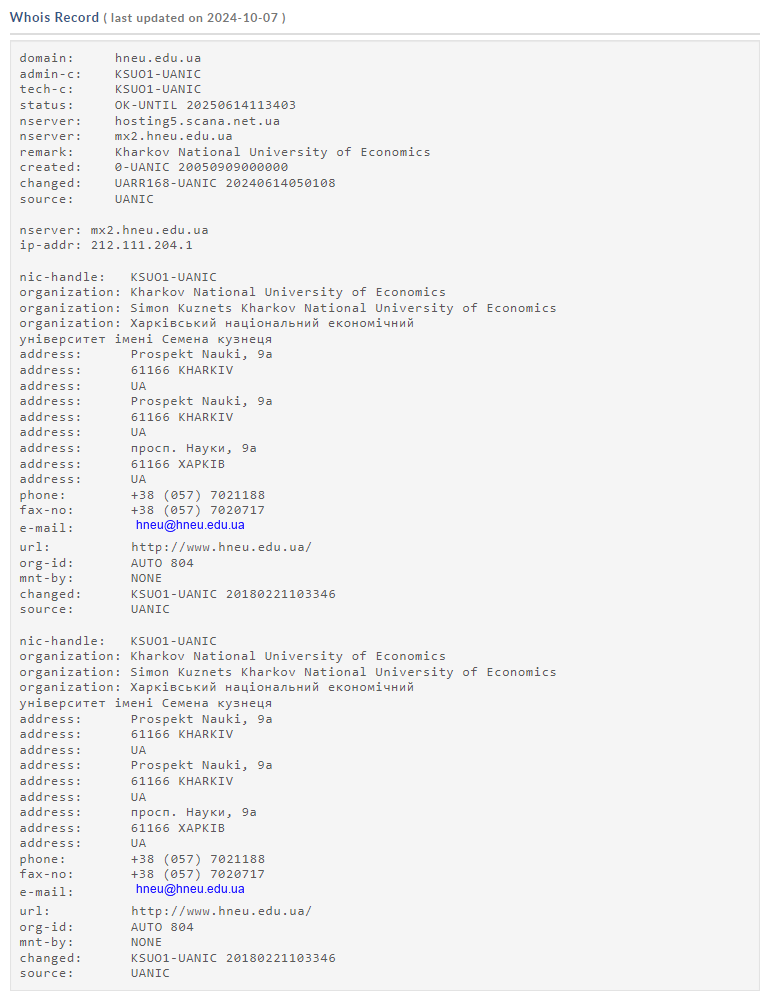 Whois Record ( last updated on 2024-10-07 )
domain: hneu.edu.ua
admin-c: KSUO1-UANIC
tech-c: KSUO1-UANIC
status: OK-UNTIL 20250614113403
nserver: hosting5.scana.net.ua
nserver: mx2.hneu.edu.ua
remark: Kharkov National University of Economics
created: 0-UANIC 20050909000000
changed: UARR168-UANIC 20240614050108
source: UANIC
nserver: mx2.hneu.edu.ua
ip-addr: 212.111.204.1
nic-handle: KSUO1-UANIC
organization: Kharkov National University of Economics
organization: Simon Kuznets Kharkov National University of Economics
organization: Харківський національний економічний
університет імені Семена кузнеця
address: Prospekt Nauki, 9a
address: 61166 KHARKIV
address: UA
address: Prospekt Nauki, 9a
address: 61166 KHARKIV
address: UA
address: просп. Науки, 9а
address: 61166 ХАРКІВ
address: UA
phone: +38 (057) 7021188
fax-no: +38 (057) 7020717
e-mail: hneu@hneu.edu.ua
url: http://www.hneu.edu.ua/
org-id: AUTO 804
mnt-by: NONE
changed: KSUO1-UANIC 20180221103346
source: UANIC
nic-handle: KSUO1-UANIC
organization: Kharkov National University of Economics
organization: Simon Kuznets Kharkov National University of Economics
organization: Харківський національний економічний
університет імені Семена кузнеця
address: Prospekt Nauki, 9a
address: 61166 KHARKIV
address: UA
address: Prospekt Nauki, 9a
address: 61166 KHARKIV
address: UA
address: просп. Науки, 9а
address: 61166 ХАРКІВ
address: UA
phone: +38 (057) 7021188
fax-no: +38 (057) 7020717
e-mail: hneu@hneu.edu.ua
url: http://www.hneu.edu.ua/
org-id: AUTO 804
mnt-by: NONE
changed: KSUO1-UANIC 20180221103346
source: UANIC